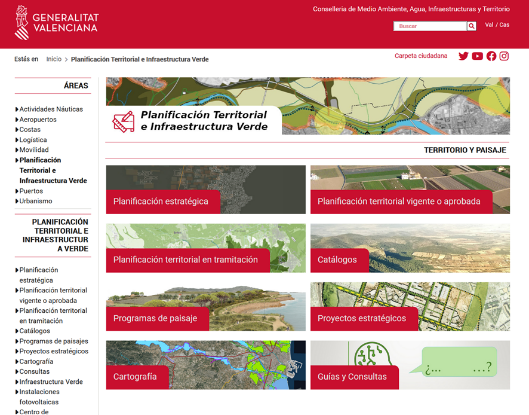 GENERALITAT
VALENCIANA
Conselleria de Medio Ambiente, Agua, Infraestructuras y Territorio
Buscar
Val / Cas
Estás en Inicio > Planificación Territorial e Infraestructura Verde
Carpeta ciudadana
ÁREAS
Actividades Náuticas
Aeropuertos
Costas
Logística
Movilidad
Planificación
Territorial e
Infraestructura Verde
Puertos
Urbanismo
PLANIFICACIÓN
TERRITORIAL E
INFRAESTRUCTUR
A VERDE
Planificación
estratégica
Planificación territorial
vigente o aprobada
Planificación territorial
en tramitación
Catálogos
Programas de paisajes
Proyectos estratégicos
Cartografía
Consultas
Infraestructura Verde
Instalaciones
fotovoltaicas
Centro de
Planificación Territorial
e Infraestructura Verde
TERRITORIO Y PAISAJE
Planificación estratégica
Planificación territorial vigente o aprobada
Planificación territorial en tramitación
Catálogos
Programas de paisaje
Proyectos estratégicos
Cartografía
Guías y Consultas
¿... ...?